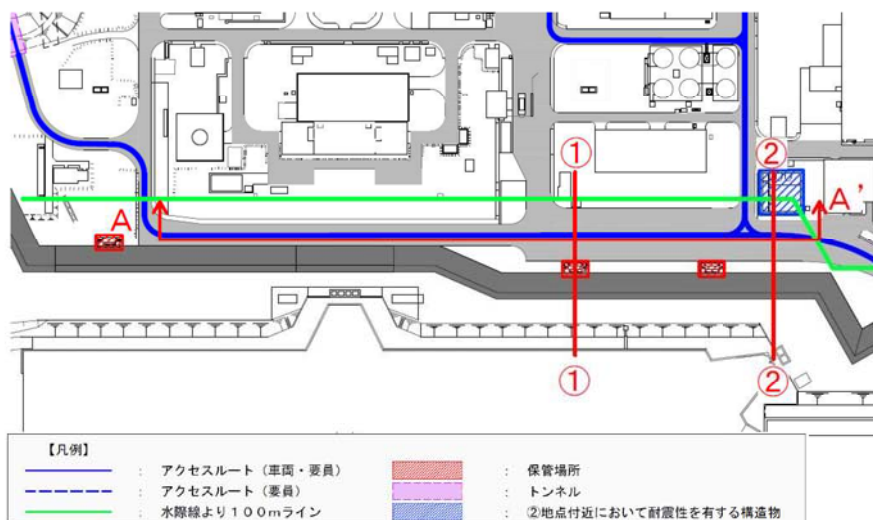 ①
②
A
A'
①
②
【凡例】
: アクセスルート（車両・要員）
: アクセスルート（要員）
: 水際線より１００ｍライン
: 保管場所
: トンネル
: ②地点付近において耐震性を有する構造物